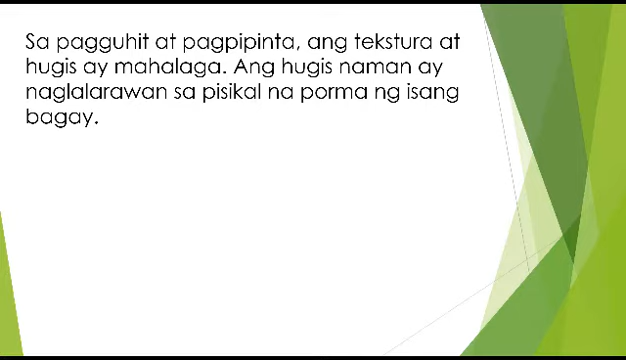 Sa pagguhit at pagpipinta, ang tekstura at
hugis ay mahalaga. Ang hugis naman ay
naglalarawan sa pisikal na porma ng isang
bagay.